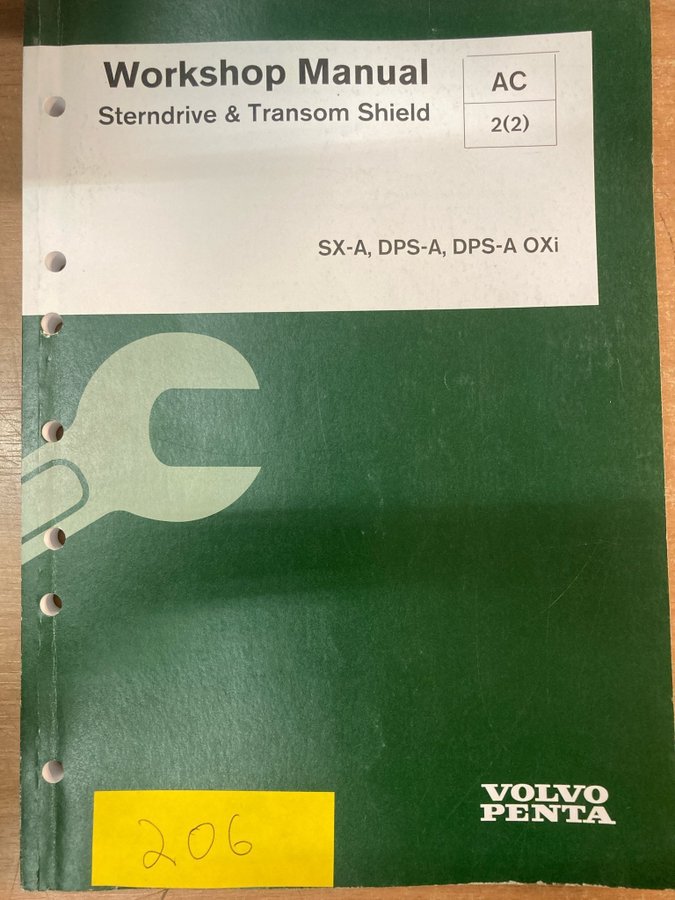 Workshop Manual
Sterndrive & Transom Shield
AC
2(2)
SX-A, DPS-A, DPS-A OXi
VOLVO
PENTA
206